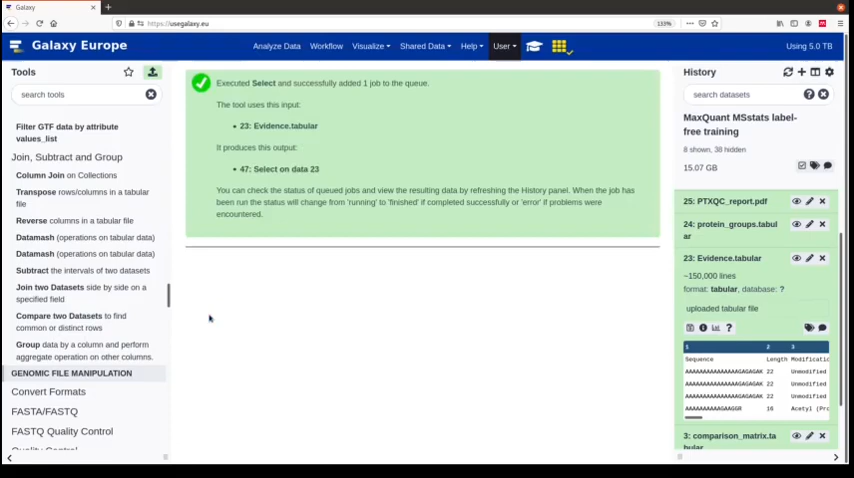 Galaxy
https://usegalaxy.eu
133%
Galaxy Europe
Analyze Data
Workflow
Visualize
Shared Data
Help
User
Using 5.0 TB
Tools
search tools
Filter GTF data by attribute
values_list
Join, Subtract and Group
Column Join on Collections
Transpose rows/columns in a tabular
file
Reverse columns in a tabular file
Datamash (operations on tabular data)
Datamash (operations on tabular data)
Subtract the intervals of two datasets
Join two Datasets side by side on a
specified field
Compare two Datasets to find
common or distinct rows
Group data by a column and perform
aggregate operation on other columns.
GENOMIC FILE MANIPULATION
Convert Formats
FASTA/FASTQ
FASTQ Quality Control
Quality Control
Executed Select and successfully added 1 job to the queue.
The tool uses this input:
• 23: Evidence.tabular
It produces this output:
• 47: Select on data 23
You can check the status of queued jobs and view the resulting data by refreshing the History panel. When the job has
been run the status will change from 'running' to 'finished' if completed successfully or 'error' if problems were
encountered.
History
search datasets
MaxQuant MSstats label-
free training
8 shown, 38 hidden
15.07 GB
25: PTXQC_report.pdf
24: protein_groups.tabul
ar
23: Evidence.tabular
~150,000 lines
format: tabular, database: ?
uploaded tabular file
1 2 3
Sequence Length Modificatio
22 Unmodified
22 Unmodified
22 Unmodified
AAAAAAAAAAGAAGGR 16 Acetyl (Pro
3: comparison_matrix.ta
bular